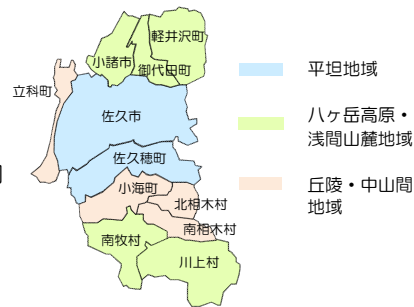 軽井沢町
小諸市
御代田町
立科町
佐久市
佐久穂町
小海町
北相木村
南相木村
南牧村
川上村
平坦地域
八ヶ岳高原・
浅間山麓地域
丘陵・中山間
地域